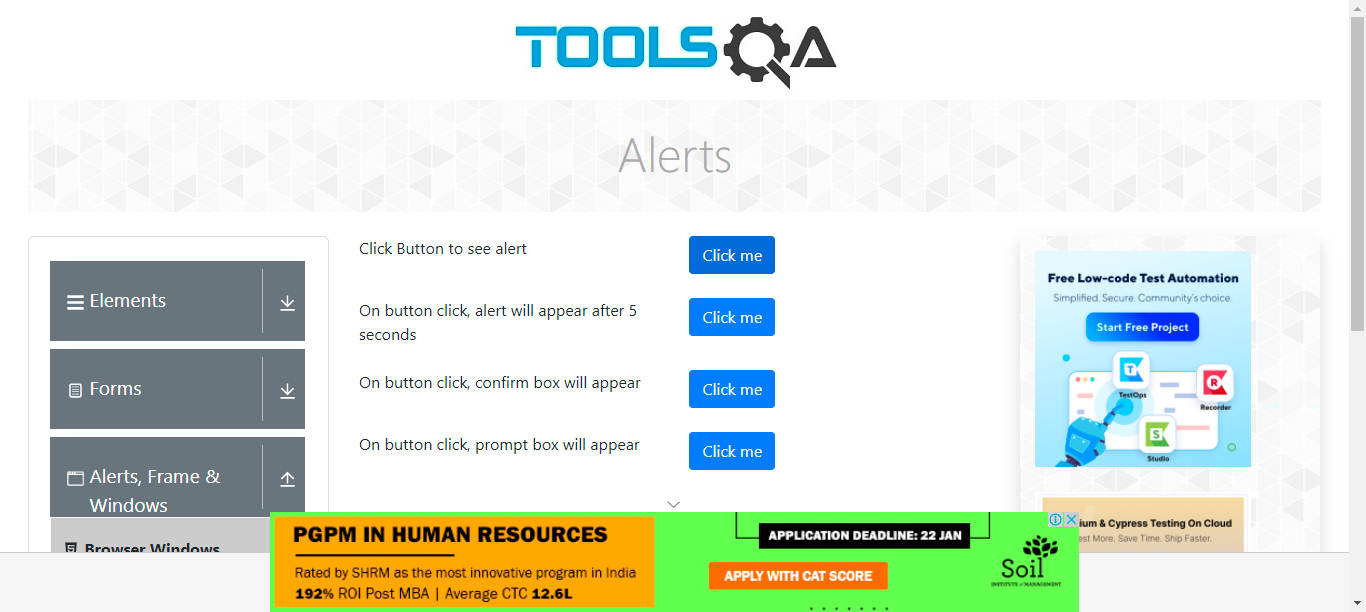 TOOLSQA
Alerts
Elements
Forms
Alerts, Frame &
Windows
Browser Windows
Click Button to see alert
Click me
On button click, alert will appear after 5
seconds
Click me
On button click, confirm box will appear
Click me
On button click, prompt box will appear
Click me
Free Low-code Test Automation
Simplified. Secure. Community's choice.
Start Free Project
TestOps
Recorder
Studio
& Cypress Testing On Cloud
More. Save Time. Ship Faster.
PGPM IN HUMAN RESOURCES
Rated by SHRM as the most innovative program in India
192% ROI Post MBA | Average CTC 12.6L
APPLICATION DEADLINE: 22 JAN
APPLY WITH CAT SCORE
Soil
INSTITUTE OF MANAGEMENT